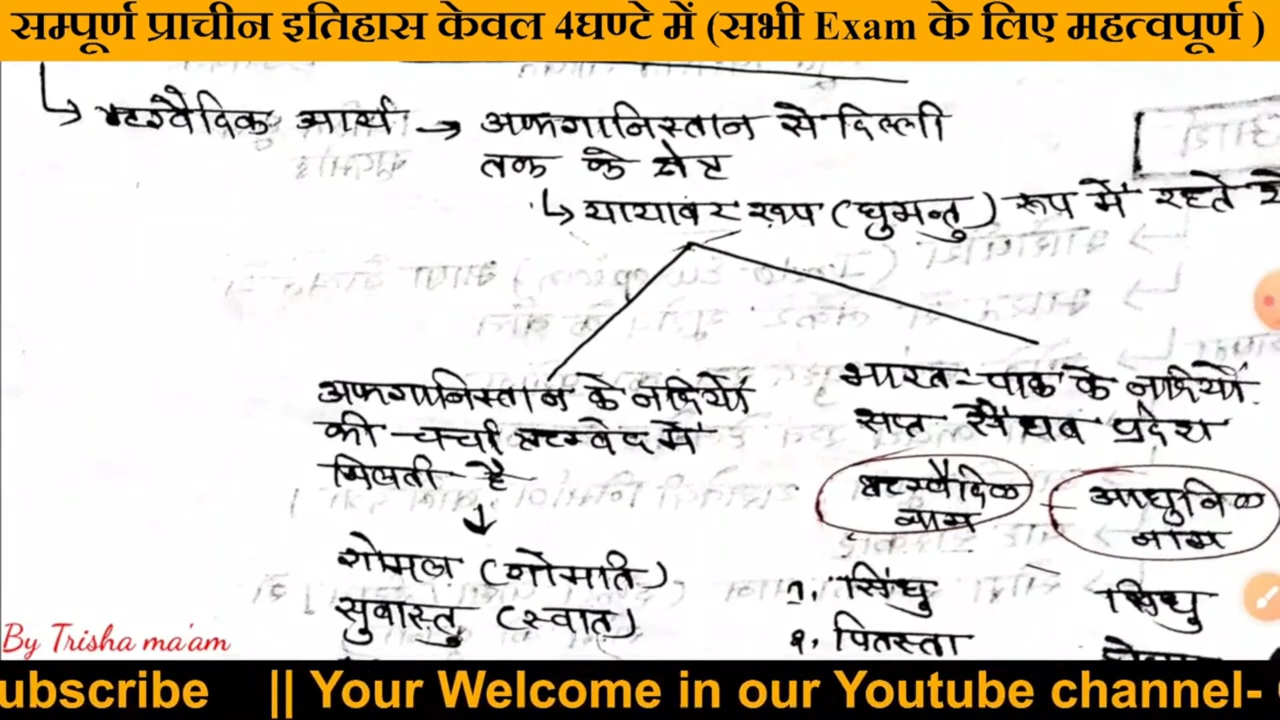 सम्पूर्ण प्राचीन इतिहास केवल 4घण्टे में (सभी Exam के लिए महत्वपूर्ण )
ऋग्वैदिक आर्य → अफगानिस्तान से दिल्ली
तक के क्षेत्र
↳ यायावर रूप (घुमन्तु) रूप में रहते थे
अफगानिस्तान के नदियों
की चर्चा ऋग्वेद में
मिलती है
भारत-पाक के नदियों
सप्त सैंधव प्रदेश
ऋग्वैदिक
नाम
आधुनिक
नाम
गोमल (गोमति)
सुवास्तु (स्वात)
१. सिंधु सिंधु
२. वितस्ता
By Trisha ma'am
ubscribe || Your Welcome in our Youtube channel-